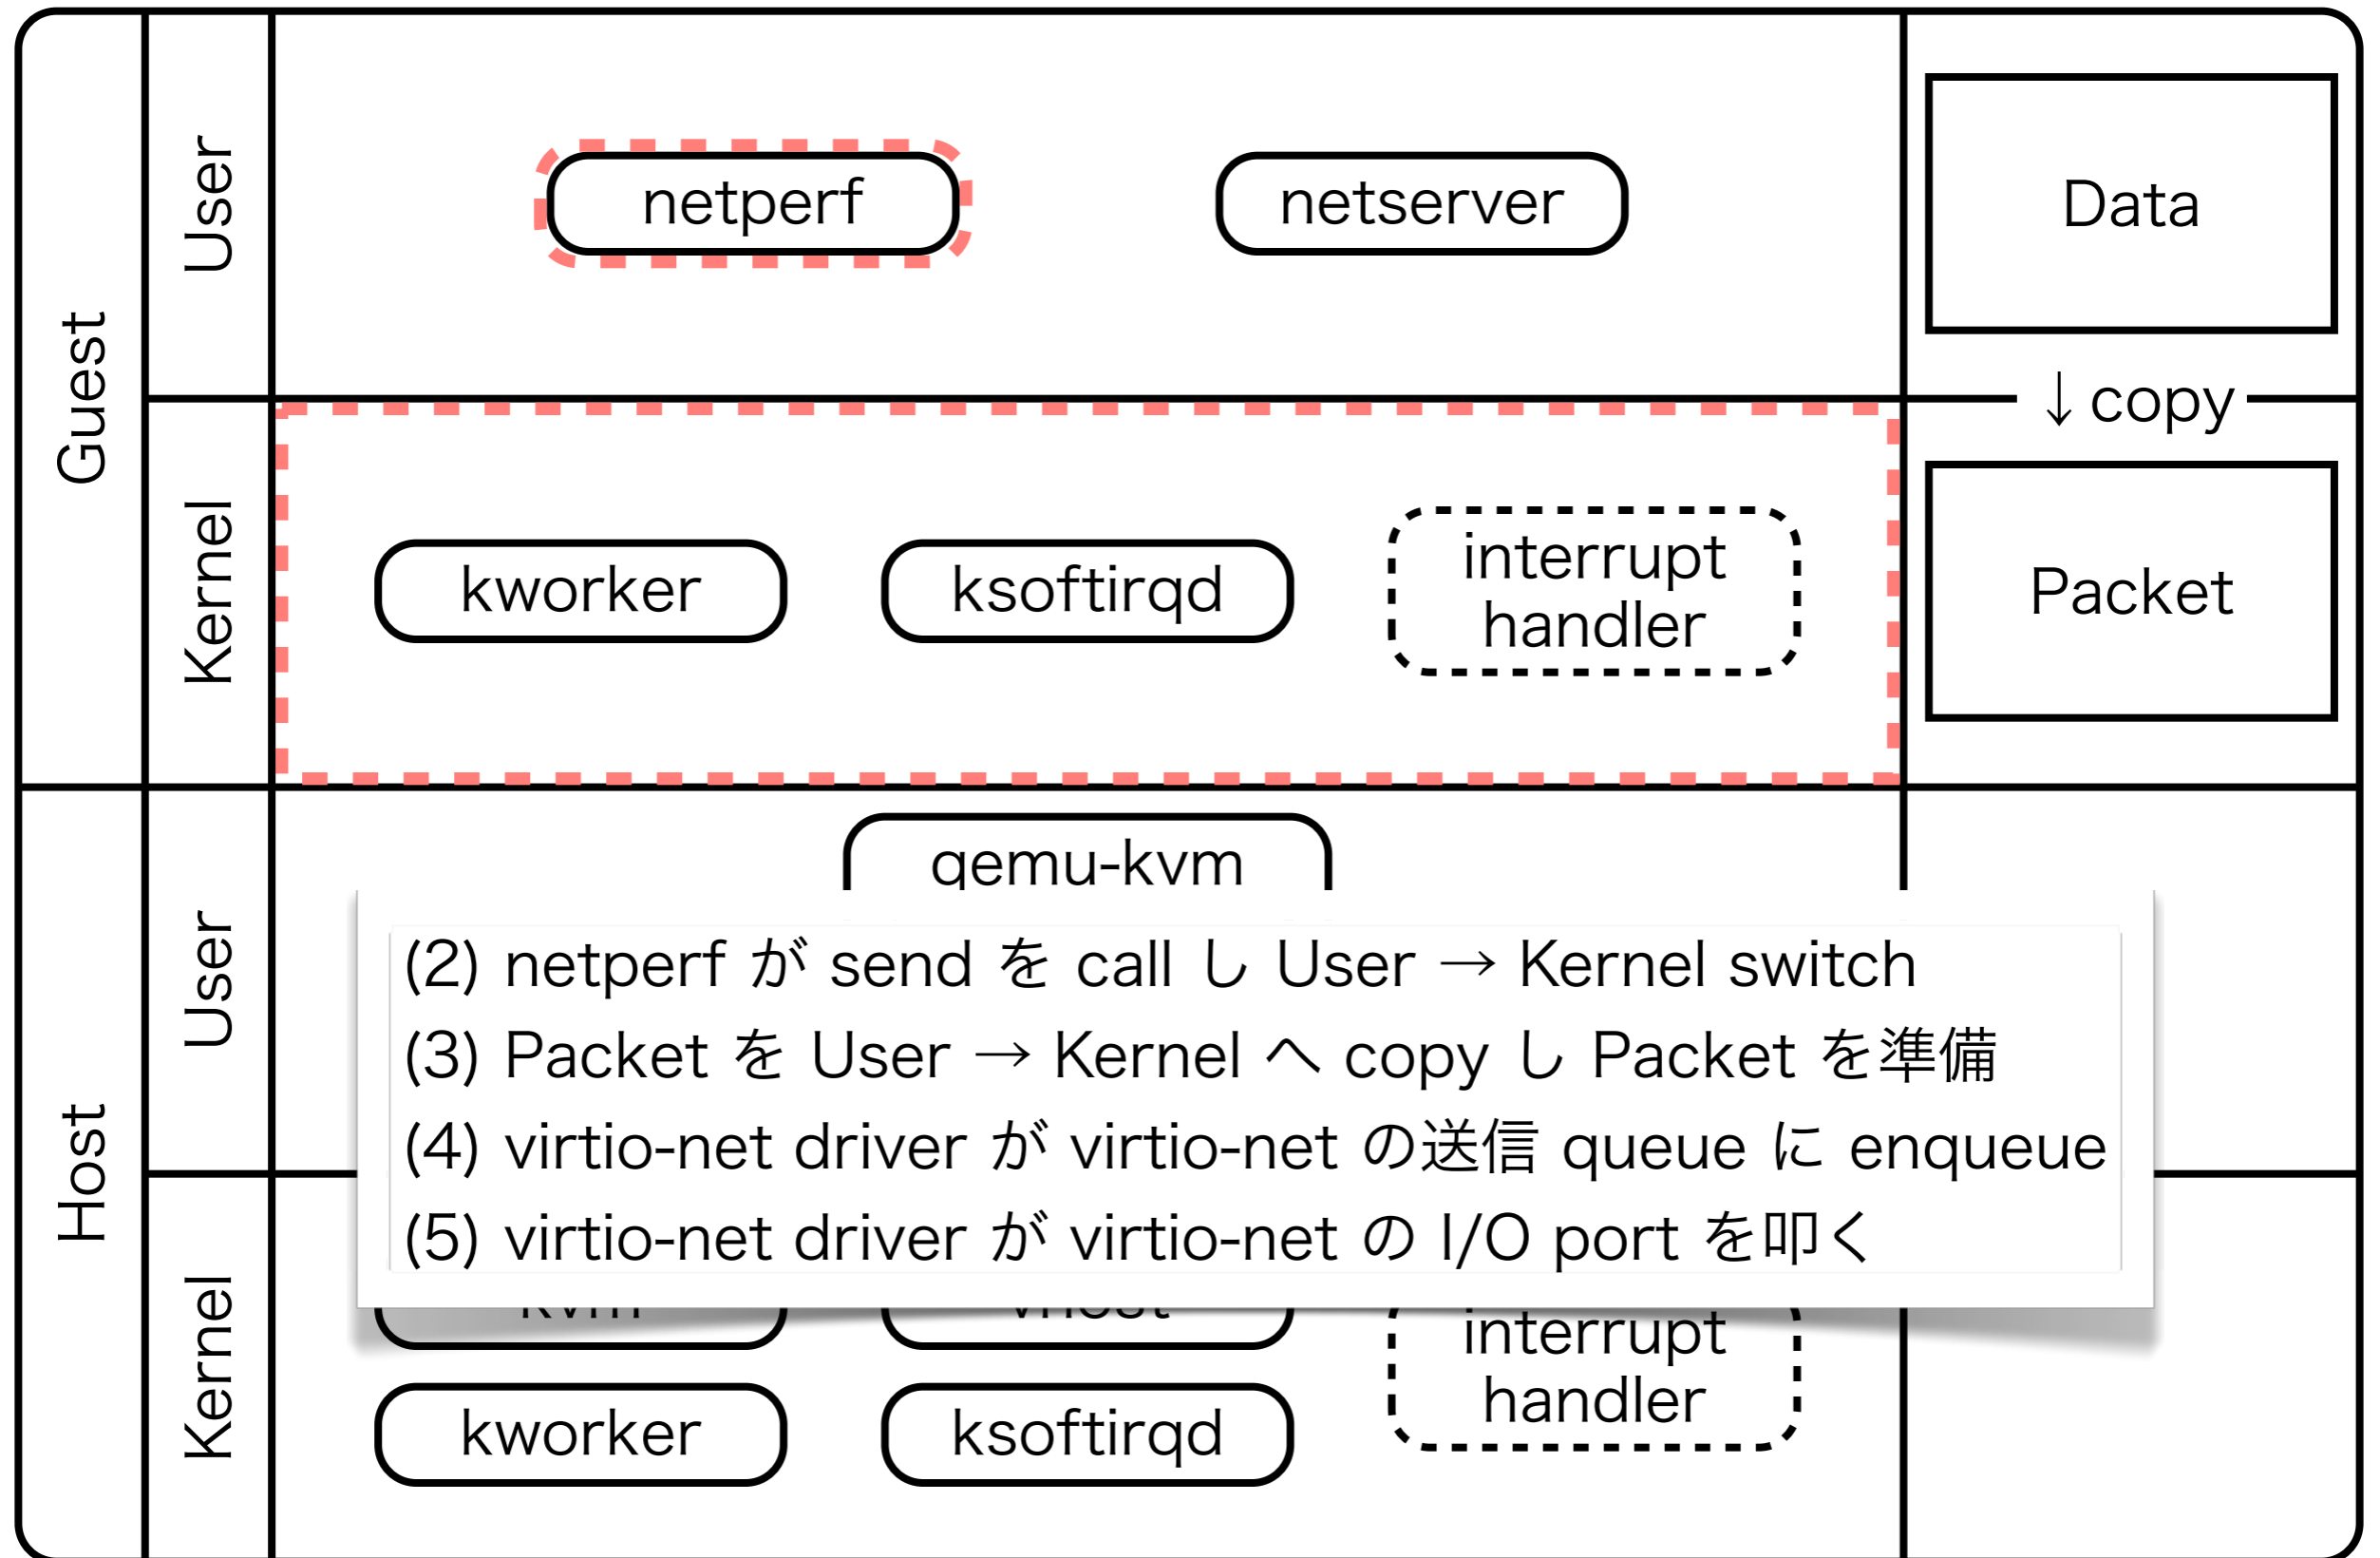 Guest
User
netperf
netserver
Data
↓copy
Kernel
kworker
ksoftirqd
interrupt
handler
Packet
Host
User
qemu-kvm
(2) netperf が send を call し User → Kernel switch
(3) Packet を User → Kernel へ copy し Packet を準備
(4) virtio-net driver が virtio-net の送信 queue に enqueue
(5) virtio-net driver が virtio-net の I/O port を叩く
Kernel
kvm
vhost
interrupt
handler
kworker
ksoftirqd